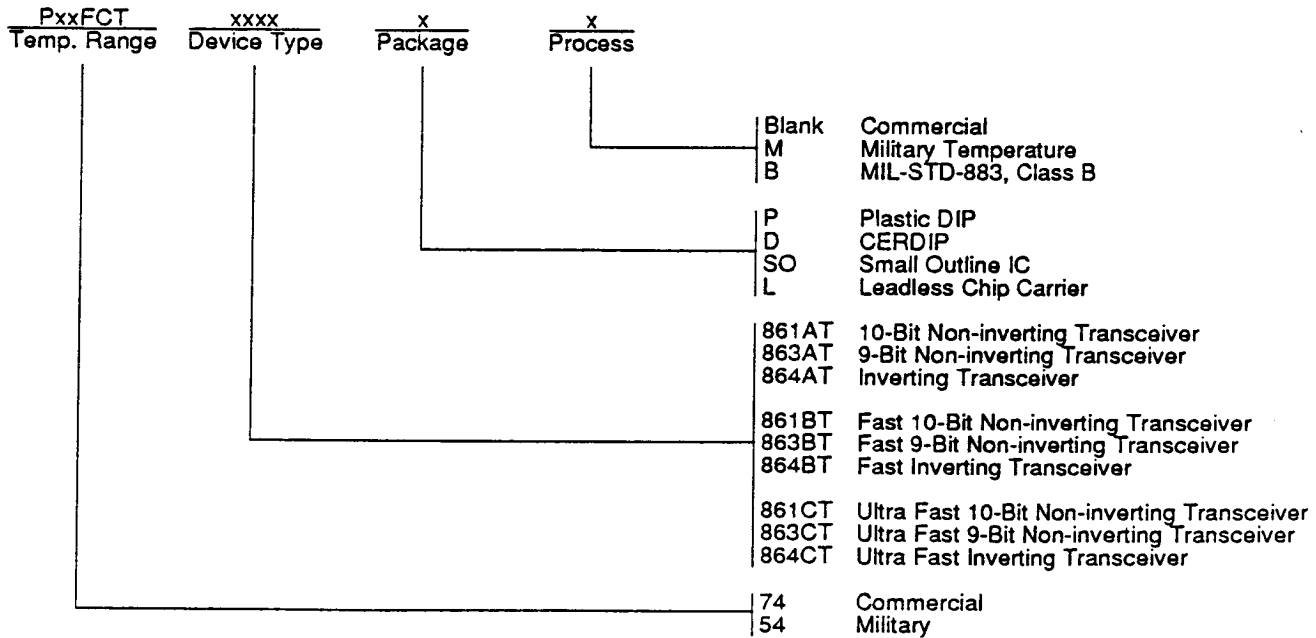 PxxFCT xxxx x x
Temp. Range Device Type Package Process
Blank Commercial
M Military Temperature
B MIL-STD-883, Class B
P Plastic DIP
D CERDIP
SO Small Outline IC
L Leadless Chip Carrier
861AT 10-Bit Non-inverting Transceiver
863AT 9-Bit Non-inverting Transceiver
864AT Inverting Transceiver
861BT Fast 10-Bit Non-inverting Transceiver
863BT Fast 9-Bit Non-inverting Transceiver
864BT Fast Inverting Transceiver
861CT Ultra Fast 10-Bit Non-inverting Transceiver
863CT Ultra Fast 9-Bit Non-inverting Transceiver
864CT Ultra Fast Inverting Transceiver
74 Commercial
54 Military